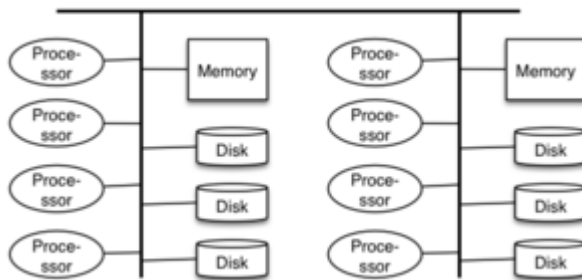 Proce-
ssor
Memory
Proce-
ssor
Disk
Proce-
ssor
Disk
Proce-
ssor
Disk
Proce-
ssor
Memory
Proce-
ssor
Disk
Proce-
ssor
Disk
Proce-
ssor
Disk